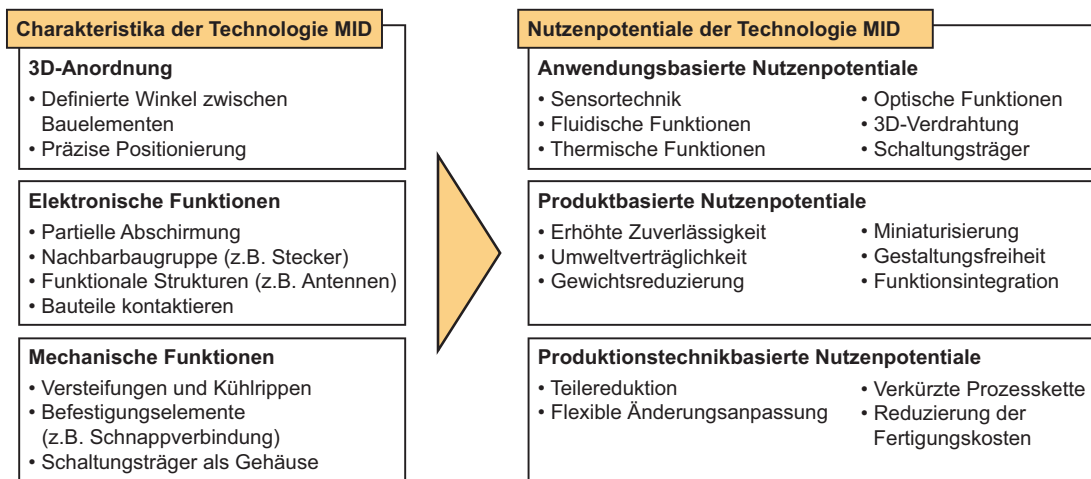 Charakteristika der Technologie MID
3D-Anordnung
• Definierte Winkel zwischen
Bauelementen
• Präzise Positionierung
Elektronische Funktionen
• Partielle Abschirmung
• Nachbarbaugruppe (z.B. Stecker)
• Funktionale Strukturen (z.B. Antennen)
• Bauteile kontaktieren
Mechanische Funktionen
• Versteifungen und Kühlrippen
• Befestigungselemente
(z.B. Schnappverbindung)
• Schaltungsträger als Gehäuse
Nutzenpotentiale der Technologie MID
Anwendungsbasierte Nutzenpotentiale
• Sensortechnik
• Fluidische Funktionen
• Thermische Funktionen
• Optische Funktionen
• 3D-Verdrahtung
• Schaltungsträger
Produktbasierte Nutzenpotentiale
• Erhöhte Zuverlässigkeit
• Umweltverträglichkeit
• Gewichtsreduzierung
• Miniaturisierung
• Gestaltungsfreiheit
• Funktionsintegration
Produktionstechnikbasierte Nutzenpotentiale
• Teilereduktion
• Flexible Änderungsanpassung
• Verkürzte Prozesskette
• Reduzierung der
Fertigungskosten